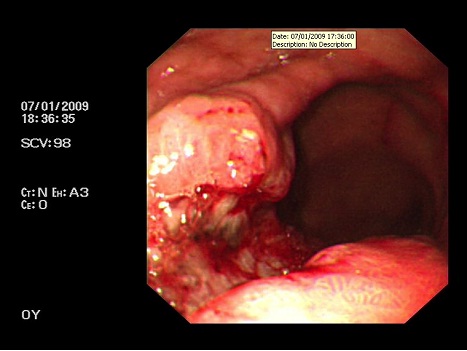 Date: 07/01/2009 17:36:00
Description: No Description
07/01/2009
18:36:35
SCV:98
CT:N EH:A3
CE:0
OY